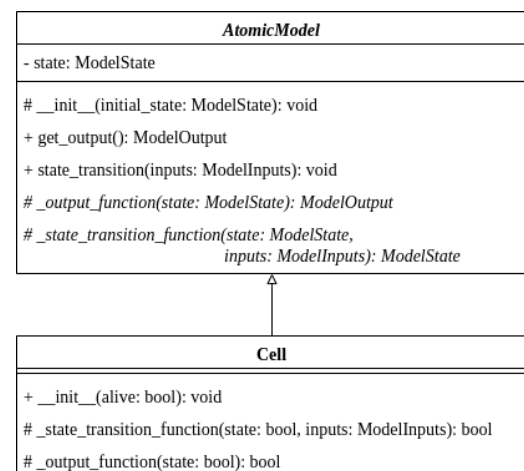 AtomicModel
- state: ModelState
# __init__(initial_state: ModelState): void
+ get_output(): ModelOutput
+ state_transition(inputs: ModelInputs): void
# _output_function(state: ModelState): ModelOutput
# _state_transition_function(state: ModelState,
inputs: ModelInputs): ModelState
Cell
+ __init__(alive: bool): void
# _state_transition_function(state: bool, inputs: ModelInputs): bool
# _output_function(state: bool): bool